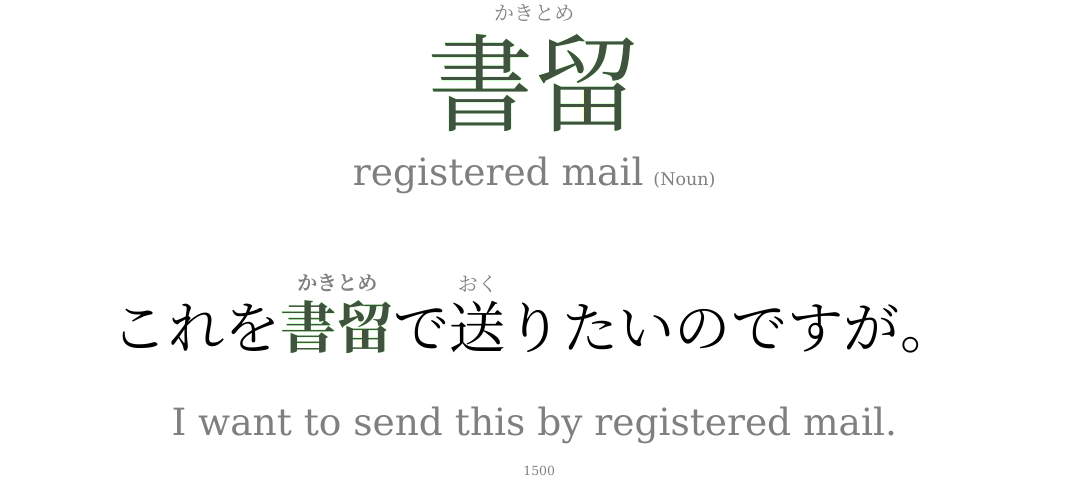 かきとめ
書留
registered mail (Noun)
かきとめ おく
これを書留で送りたいのですが。
I want to send this by registered mail.
1500